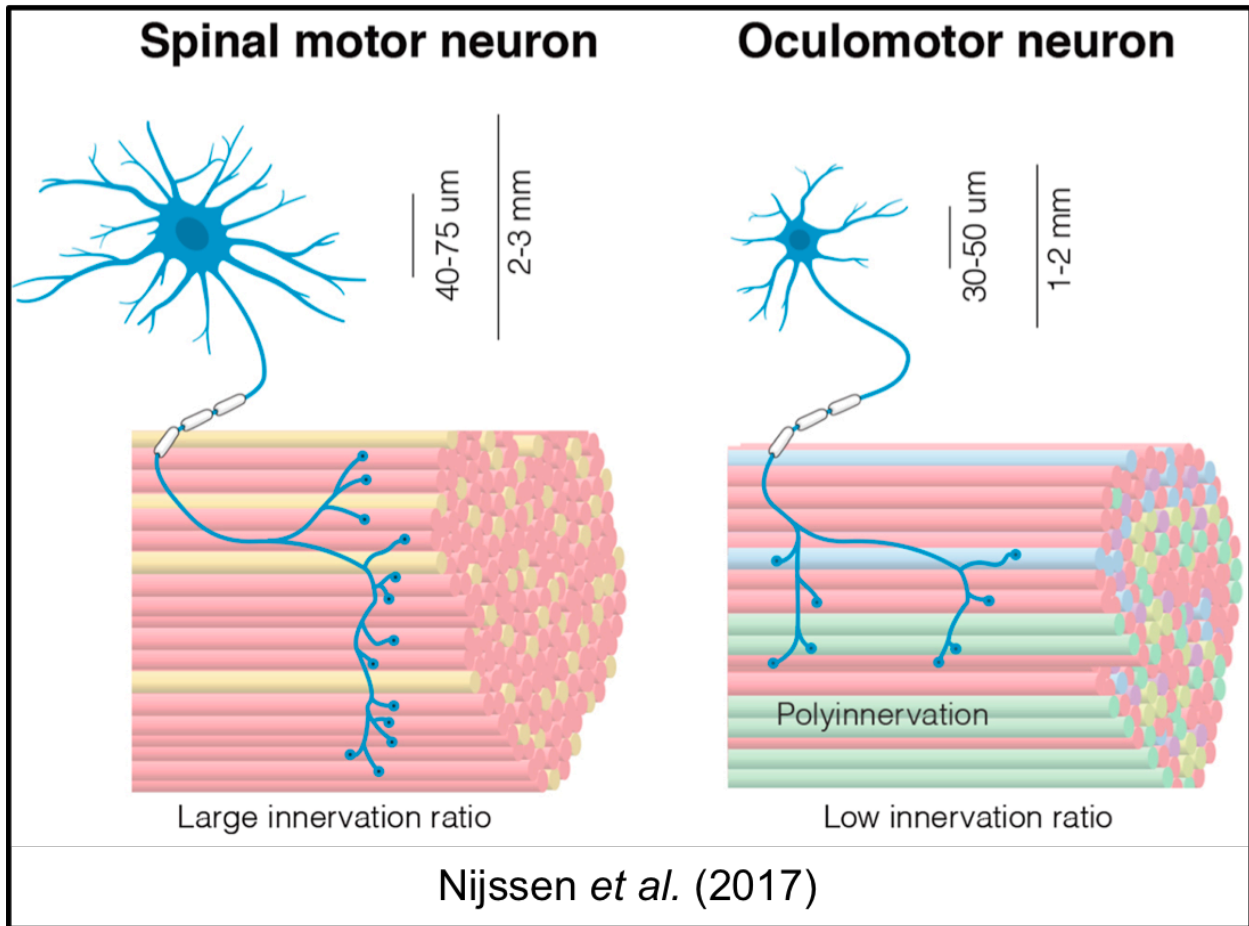 Spinal motor neuron
Oculomotor neuron
40-75 um
2-3 mm
30-50 um
1-2 mm
Polyinnervation
Large innervation ratio
Low innervation ratio
Nijssen et al. (2017)